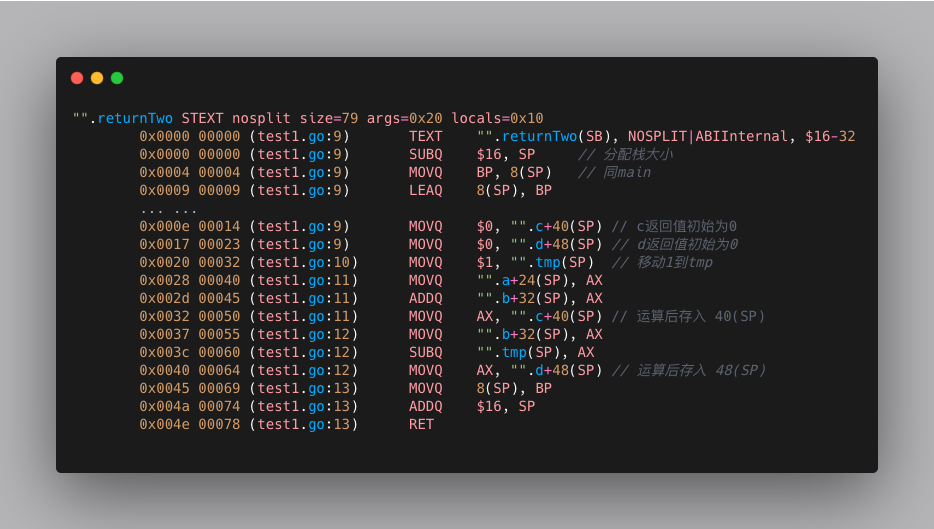 "".returnTwo STEXT nosplit size=79 args=0x20 locals=0x10
0x0000 00000 (test1.go:9) TEXT "".returnTwo(SB), NOSPLIT|ABIInternal, $16-32
0x0000 00000 (test1.go:9) SUBQ $16, SP // 分配栈大小
0x0004 00004 (test1.go:9) MOVQ BP, 8(SP) // 同main
0x0009 00009 (test1.go:9) LEAQ 8(SP), BP
... ...
0x000e 00014 (test1.go:9) MOVQ $0, "".c+40(SP) // c返回值初始为0
0x0017 00023 (test1.go:9) MOVQ $0, "".d+48(SP) // d返回值初始为0
0x0020 00032 (test1.go:10) MOVQ $1, "".tmp(SP) // 移动1到tmp
0x0028 00040 (test1.go:11) MOVQ "".a+24(SP), AX
0x002d 00045 (test1.go:11) ADDQ "".b+32(SP), AX
0x0032 00050 (test1.go:11) MOVQ AX, "".c+40(SP) // 运算后存入 40(SP)
0x0037 00055 (test1.go:12) MOVQ "".b+32(SP), AX
0x003c 00060 (test1.go:12) SUBQ "".tmp(SP), AX
0x0040 00064 (test1.go:12) MOVQ AX, "".d+48(SP) // 运算后存入 48(SP)
0x0045 00069 (test1.go:13) MOVQ 8(SP), BP
0x004a 00074 (test1.go:13) ADDQ $16, SP
0x004e 00078 (test1.go:13) RET